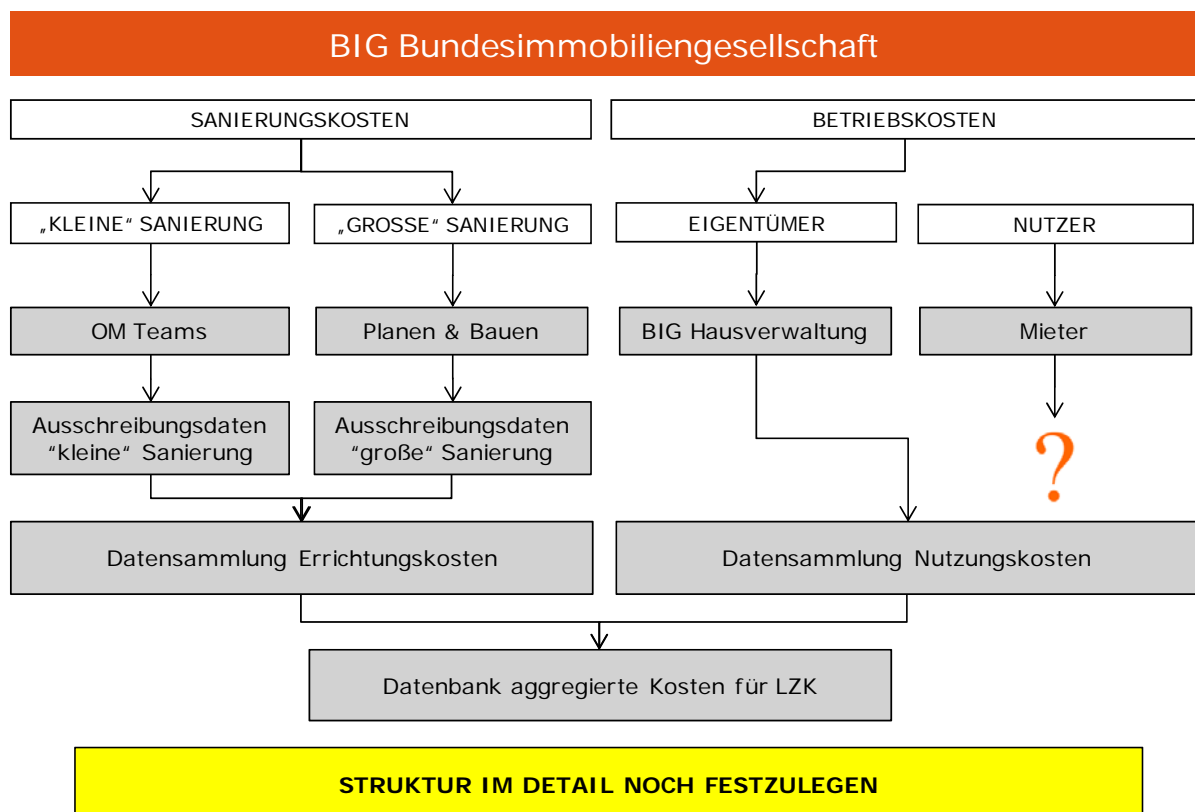 BIG Bundesimmobiliengesellschaft
SANIERUNGSKOSTEN
BETRIEBSKOSTEN
„KLEINE“ SANIERUNG
„GROSSE“ SANIERUNG
EIGENTÜMER
NUTZER
OM Teams
Planen & Bauen
BIG Hausverwaltung
Mieter
Ausschreibungsdaten
“kleine“ Sanierung
Ausschreibungsdaten
“große“ Sanierung
?
Datensammlung Errichtungskosten
Datensammlung Nutzungskosten
Datenbank aggregierte Kosten für LZK
STRUKTUR IM DETAIL NOCH FESTZULEGEN